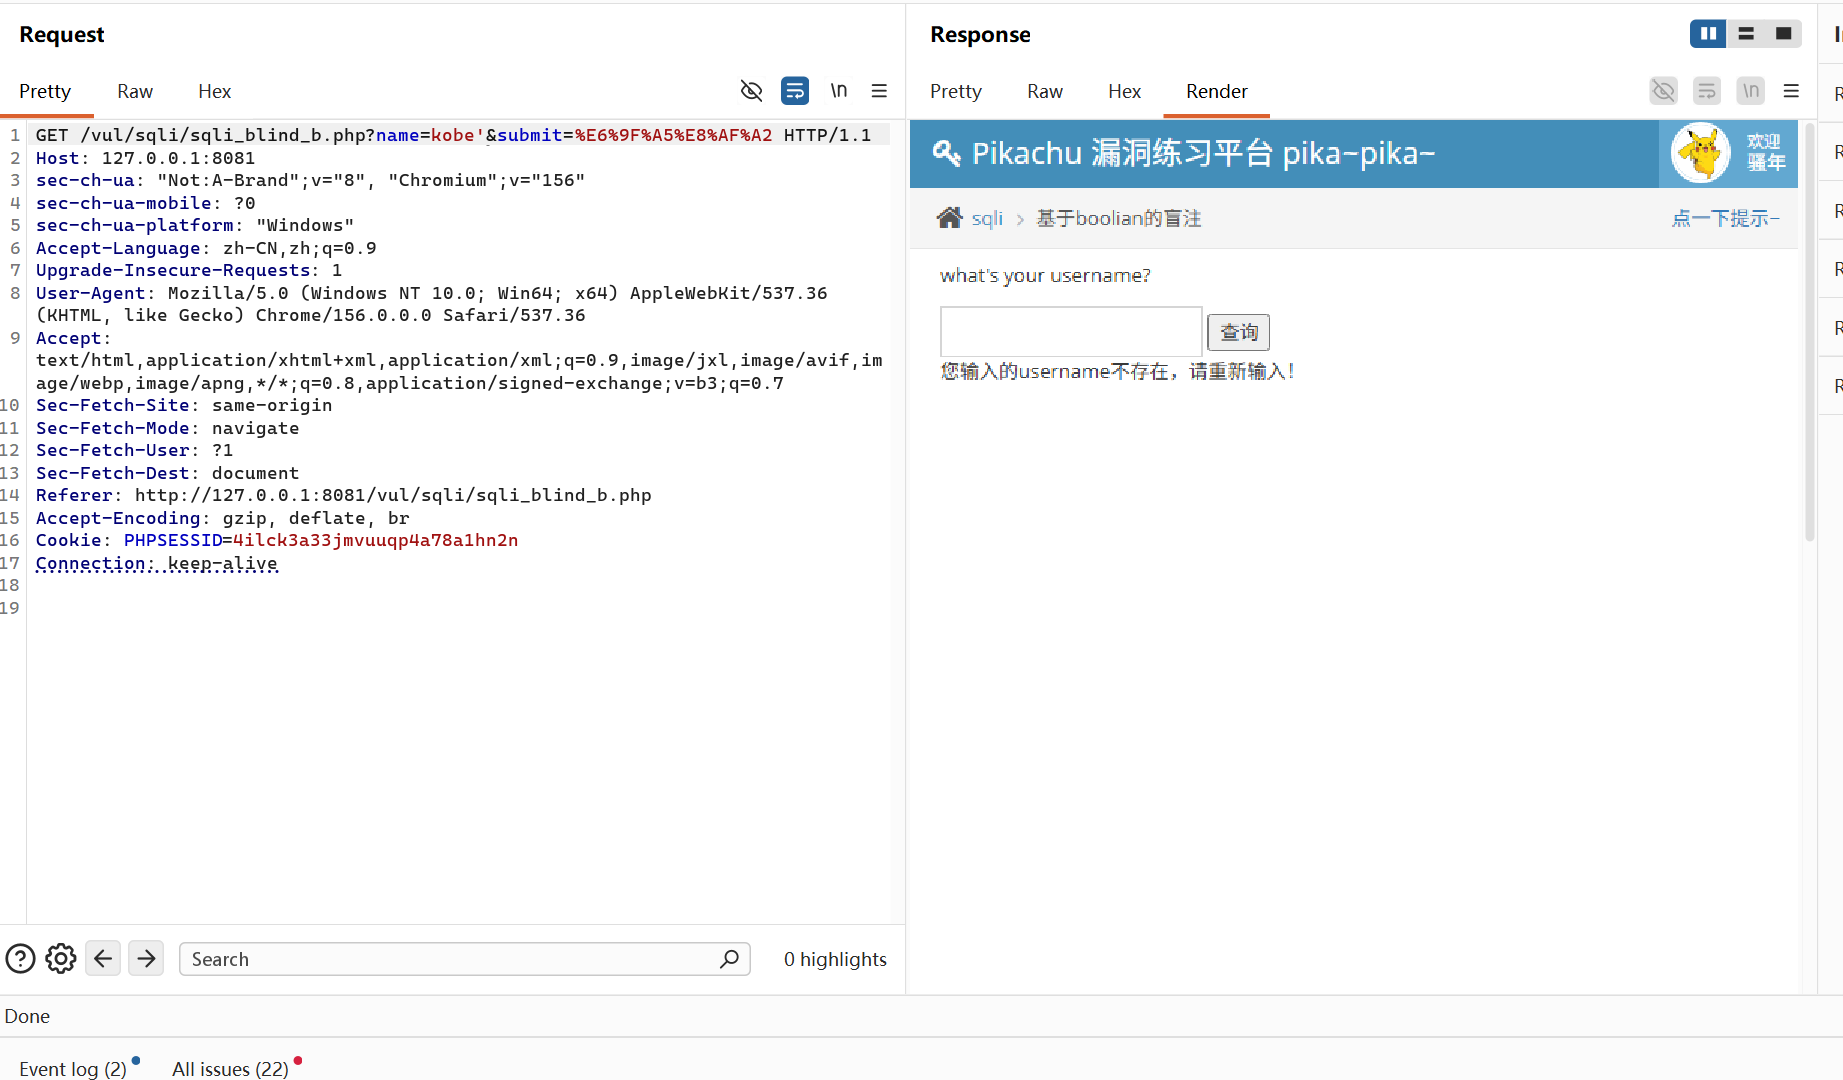 Request
Pretty Raw Hex \n
1 GET /vul/sqli/sqli_blind_b.php?name=kobe'&submit=%E6%9F%A5%E8%AF%A2 HTTP/1.1
2 Host: 127.0.0.1:8081
3 sec-ch-ua: "Not:A-Brand";v="8", "Chromium";v="156"
4 sec-ch-ua-mobile: ?0
5 sec-ch-ua-platform: "Windows"
6 Accept-Language: zh-CN,zh;q=0.9
7 Upgrade-Insecure-Requests: 1
8 User-Agent: Mozilla/5.0 (Windows NT 10.0; Win64; x64) AppleWebKit/537.36
(KHTML, like Gecko) Chrome/156.0.0.0 Safari/537.36
9 Accept:
text/html,application/xhtml+xml,application/xml;q=0.9,image/jxl,image/avif,im
age/webp,image/apng,*/*;q=0.8,application/signed-exchange;v=b3;q=0.7
10 Sec-Fetch-Site: same-origin
11 Sec-Fetch-Mode: navigate
12 Sec-Fetch-User: ?1
13 Sec-Fetch-Dest: document
14 Referer: http://127.0.0.1:8081/vul/sqli/sqli_blind_b.php
15 Accept-Encoding: gzip, deflate, br
16 Cookie: PHPSESSID=4ilck3a33jmvuuqp4a78a1hn2n
17 Connection: keep-alive
18
19
Search
0 highlights
Response
Pretty Raw Hex Render \n
Pikachu 漏洞练习平台 pika~pika~
欢迎
骚年
sqli > 基于boolian的盲注
点一下提示~
what's your username?
查询
您输入的username不存在，请重新输入！
Done
Event log (2) All issues (22)